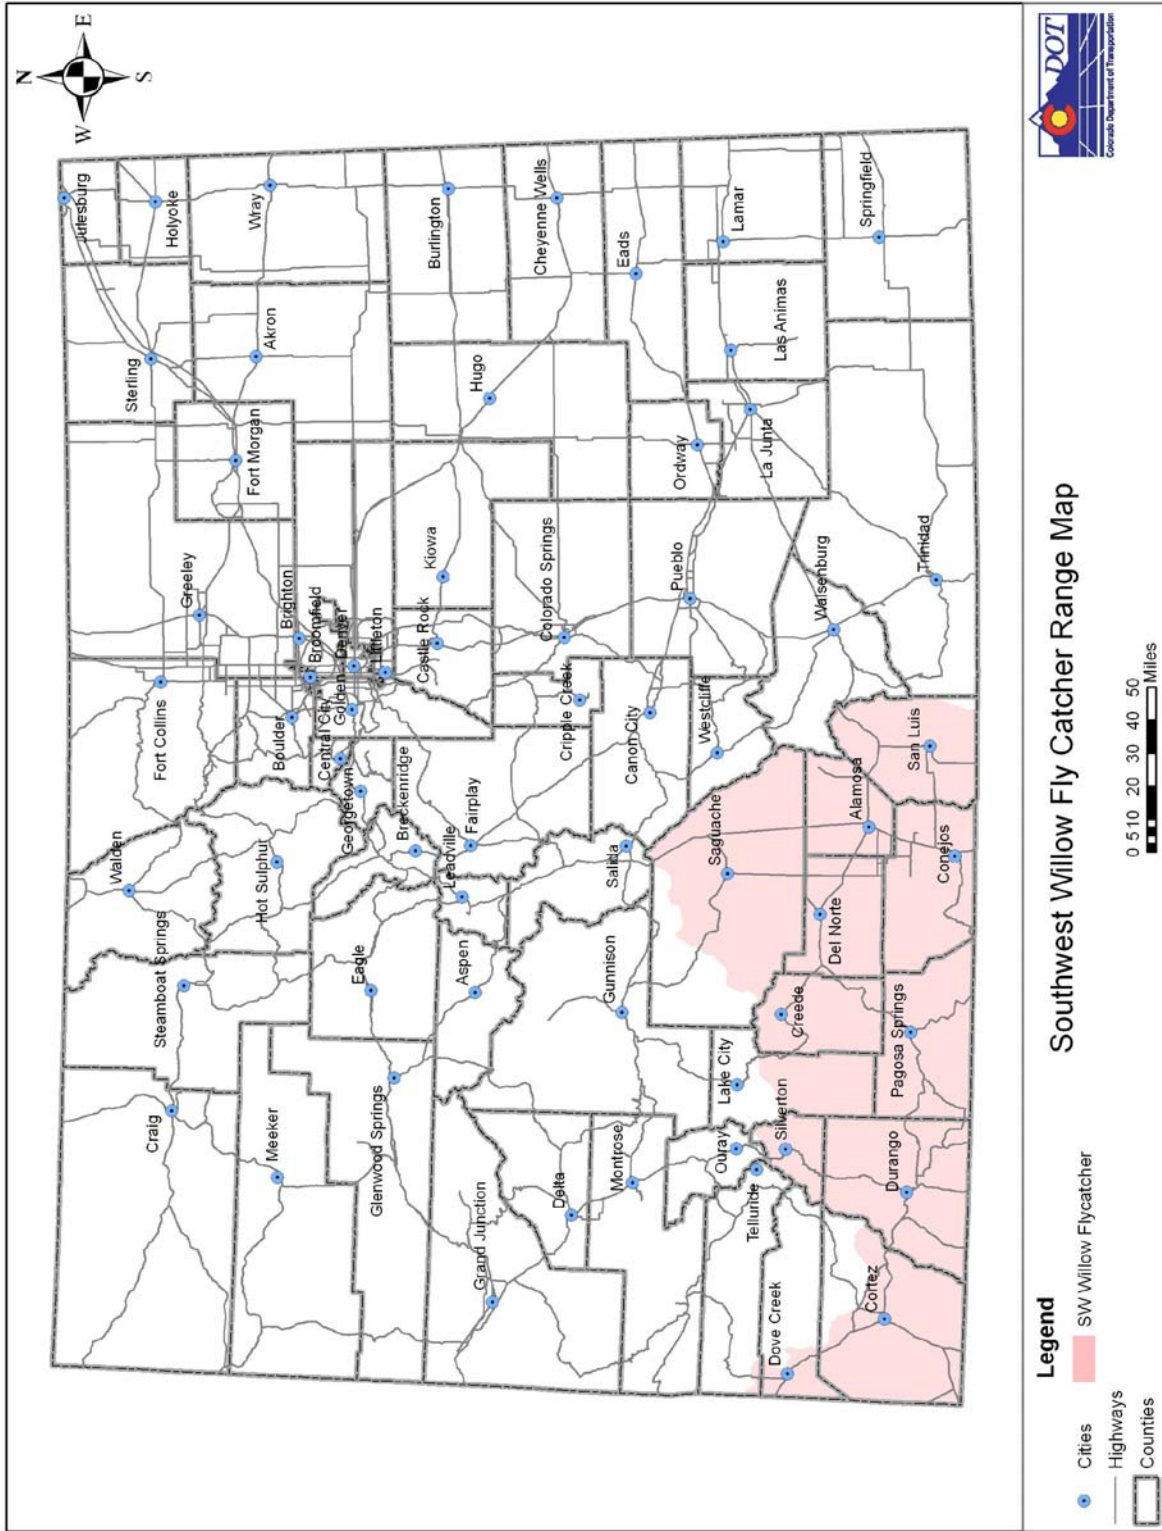 N
W
E
S
Julesburg
Holyoke
Wray
Sterling
Akron
Fort Morgan
Burlington
Cheyenne Wells
Eads
Lamar
Springfield
Las Animas
Hugo
Ordway
La Junta
Greeley
Brighton
Broomfield
Denver
Golden
Littleton
Kiowa
Castle Rock
Colorado Springs
Pueblo
Walsenburg
Trinidad
Fort Collins
Boulder
Central City
Georgetown
Breckenridge
Leadville
Fairplay
Cripple Creek
Canon City
Westcliffe
Walden
Hot Sulphur
Steamboat Springs
Eagle
Aspen
Salida
Saguache
Alamosa
San Luis
Conejos
Del Norte
Gunnison
Creede
Lake City
Pagosa Springs
Craig
Meeker
Glenwood Springs
Grand Junction
Delta
Montrose
Ouray
Silverton
Telluride
Durango
Dove Creek
Cortez
Southwest Willow Fly Catcher Range Map
Legend
Cities
SW Willow Flycatcher
Highways
Counties
0 5 10 20 30 40 50
Miles
DOT
Colorado Department of Transportation